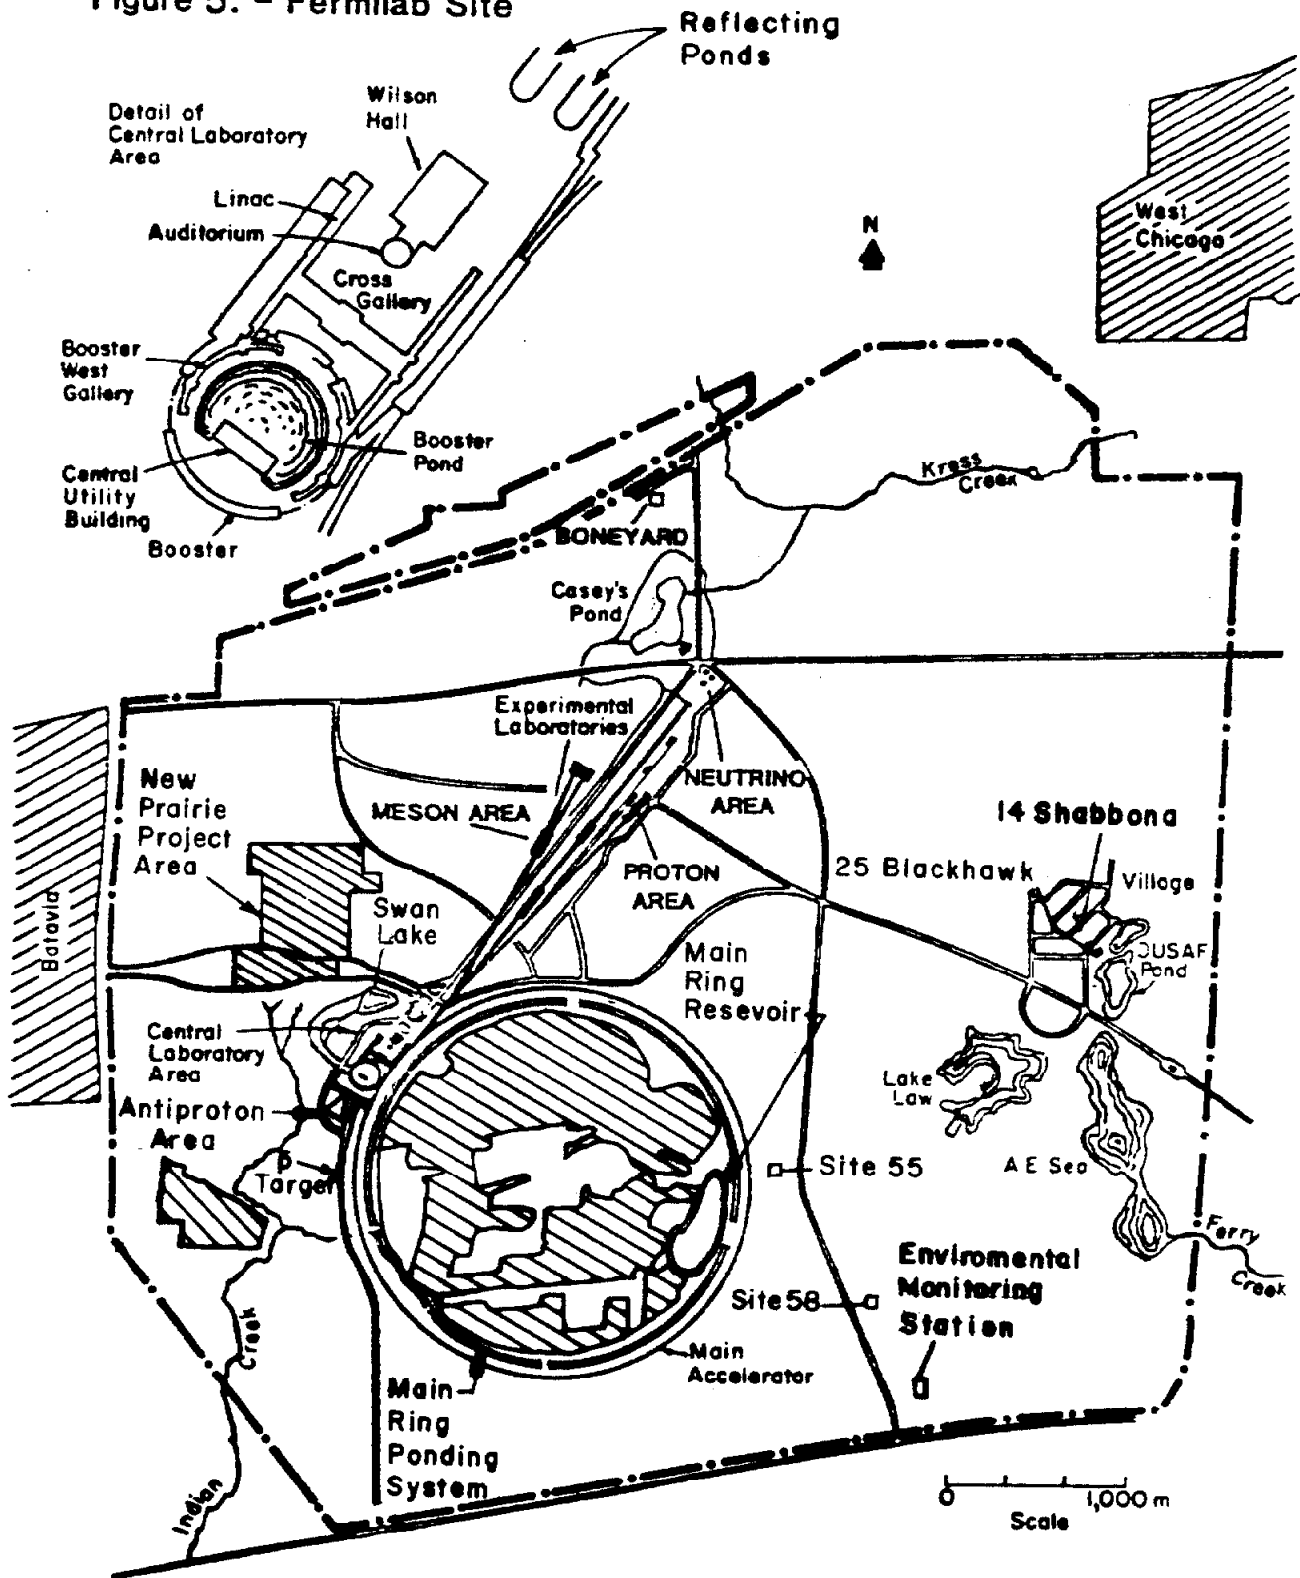 Figure 5. - Fermilab Site
Reflecting
Ponds
Wilson
Hall
Detail of
Central Laboratory
Area
Linac
Auditorium
Cross
Gallery
N
West
Chicago
Booster
West
Gallery
Booster
Pond
Central
Utility
Building
Booster
Kress
Creek
BONEYARD
Casey's
Pond
Experimental
Laboratories
New
Prairie
Project
Area
MESON AREA
NEUTRINO
AREA
14 Shabbona
PROTON
AREA
25 Blackhawk
Village
Batavia
Swan
Lake
Main
Ring
Resevoir
DUSAF
Pond
Central
Laboratory
Area
Lake
Law
Antiproton
Area
p̄
Target
Site 55
A E Sea
Ferry
Creek
Enviromental
Monitoring
Station
Site 58
Main
Accelerator
Creek
Main
Ring
Ponding
System
Indian
0 1,000 m
Scale